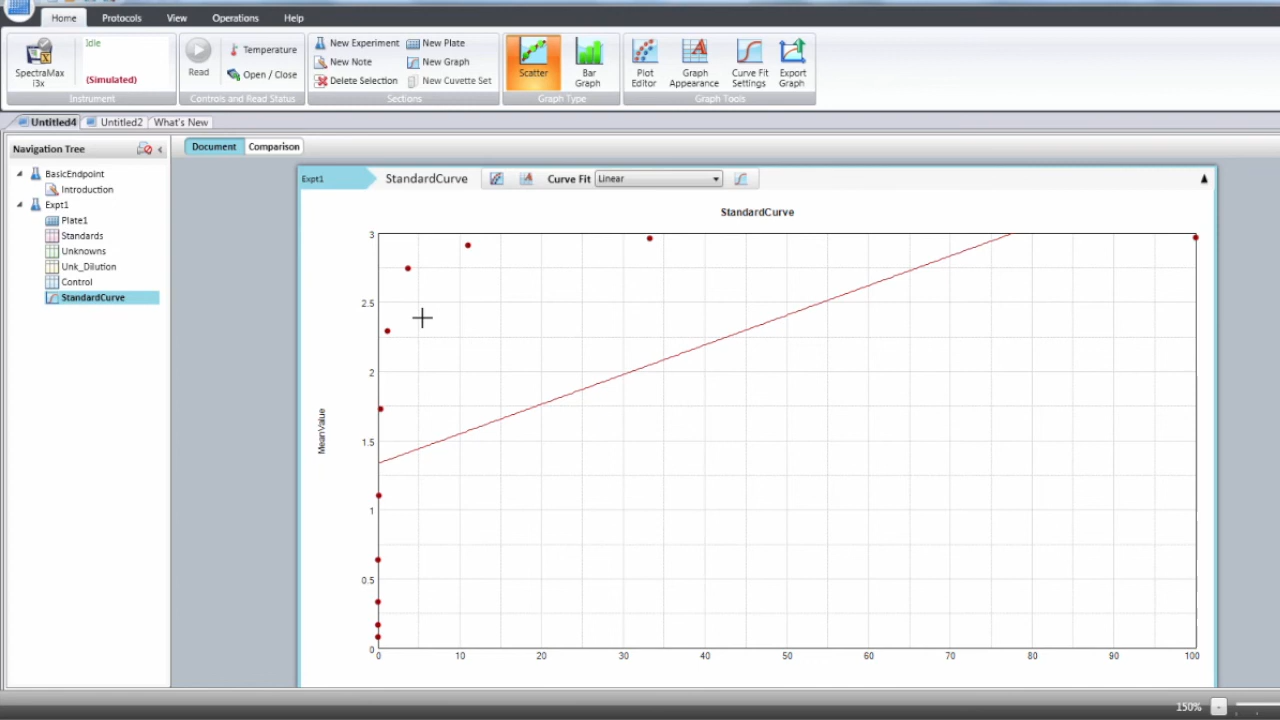 Home Protocols View Operations Help
Idle
(Simulated)
SpectraMax
i3x
Instrument
Read
Temperature
Open / Close
Controls and Read Status
New Experiment New Plate
New Note New Graph
Delete Selection New Cuvette Set
Sections
Scatter
Bar
Graph
Graph Type
Plot
Editor
Graph
Appearance
Curve Fit
Settings
Export
Graph
Graph Tools
Untitled4 Untitled2 What's New
Navigation Tree
BasicEndpoint
Introduction
Expt1
Plate1
Standards
Unknowns
Unk_Dilution
Control
StandardCurve
Document Comparison
Expt1 StandardCurve Curve Fit Linear
StandardCurve
MeanValue
3
2.5
2
1.5
1
0.5
0
0 10 20 30 40 50 60 70 80 90 100
150%